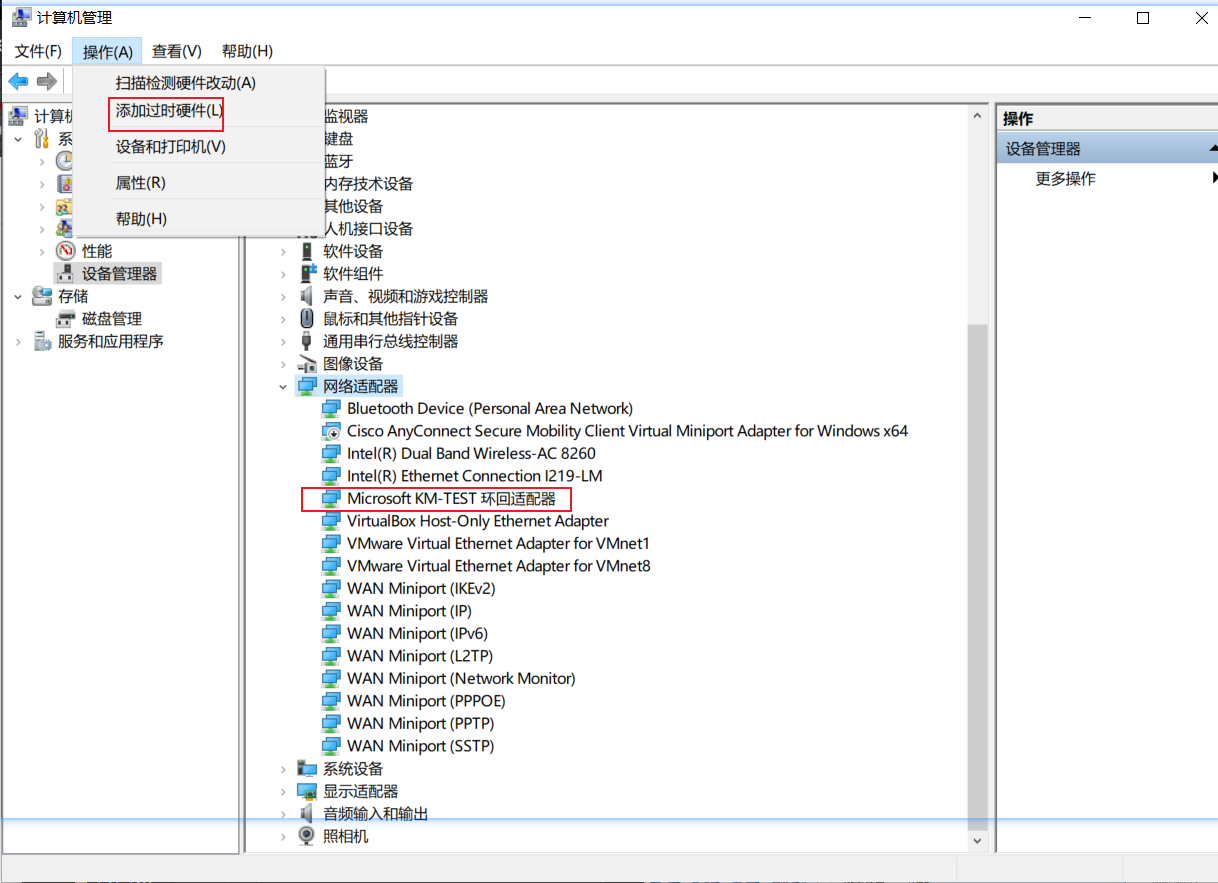 计算机管理
文件(F) 操作(A) 查看(V) 帮助(H)
扫描检测硬件改动(A)
添加过时硬件(L)
设备和打印机(V)
属性(R)
帮助(H)
计算机
系
性能
设备管理器
存储
磁盘管理
服务和应用程序
监视器
键盘
蓝牙
内存技术设备
其他设备
人机接口设备
软件设备
软件组件
声音、视频和游戏控制器
鼠标和其他指针设备
通用串行总线控制器
图像设备
网络适配器
Bluetooth Device (Personal Area Network)
Cisco AnyConnect Secure Mobility Client Virtual Miniport Adapter for Windows x64
Intel(R) Dual Band Wireless-AC 8260
Intel(R) Ethernet Connection I219-LM
Microsoft KM-TEST 环回适配器
VirtualBox Host-Only Ethernet Adapter
VMware Virtual Ethernet Adapter for VMnet1
VMware Virtual Ethernet Adapter for VMnet8
WAN Miniport (IKEv2)
WAN Miniport (IP)
WAN Miniport (IPv6)
WAN Miniport (L2TP)
WAN Miniport (Network Monitor)
WAN Miniport (PPPOE)
WAN Miniport (PPTP)
WAN Miniport (SSTP)
系统设备
显示适配器
音频输入和输出
照相机
操作
设备管理器
更多操作